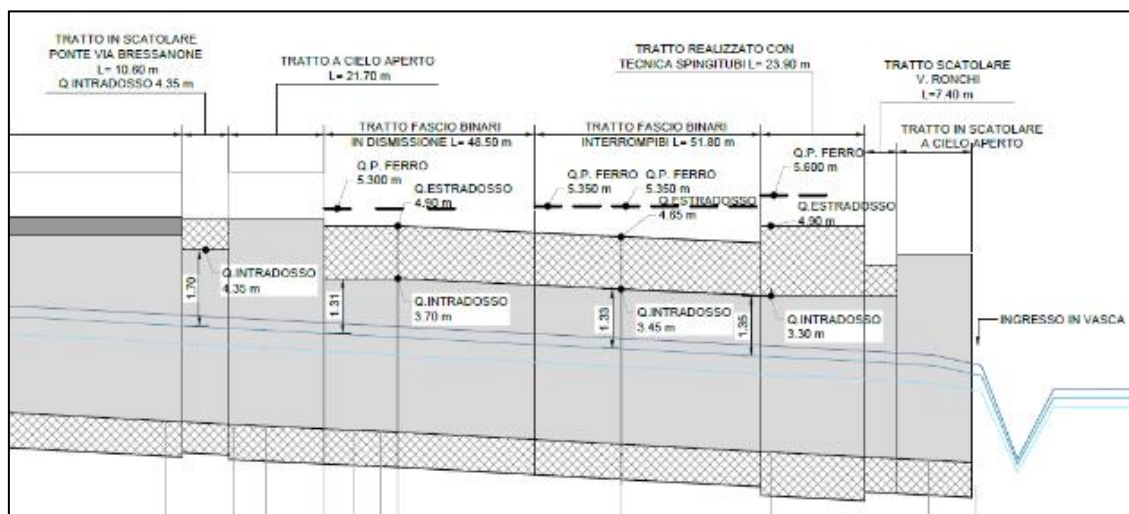 TRATTO IN SCATOLARE
PONTE VIA BRESSANONE
L= 10.60 m
Q.INTRADOSSO 4.35 m
TRATTO A CIELO APERTO
L= 21.70 m
TRATTO REALIZZATO CON
TECNICA SPINGITUBI L= 23.90 m
TRATTO SCATOLARE
V. RONCHI
L=7.40 m
TRATTO FASCIO BINARI
IN DISMISSIONE L= 48.50 m
TRATTO FASCIO BINARI
INTERROMPIBI L= 51.80 m
TRATTO IN SCATOLARE
A CIELO APERTO
Q.P. FERRO
5.300 m
Q.ESTRADOSSO
4.90 m
Q.P. FERRO
5.350 m
Q.P. FERRO
5.350 m
Q.ESTRADOSSO
4.65 m
Q.P. FERRO
5.600 m
Q.ESTRADOSSO
4.90 m
1.70
Q.INTRADOSSO
4.35 m
1.31
Q.INTRADOSSO
3.70 m
1.33
Q.INTRADOSSO
3.45 m
1.35
Q.INTRADOSSO
3.30 m
INGRESSO IN VASCA